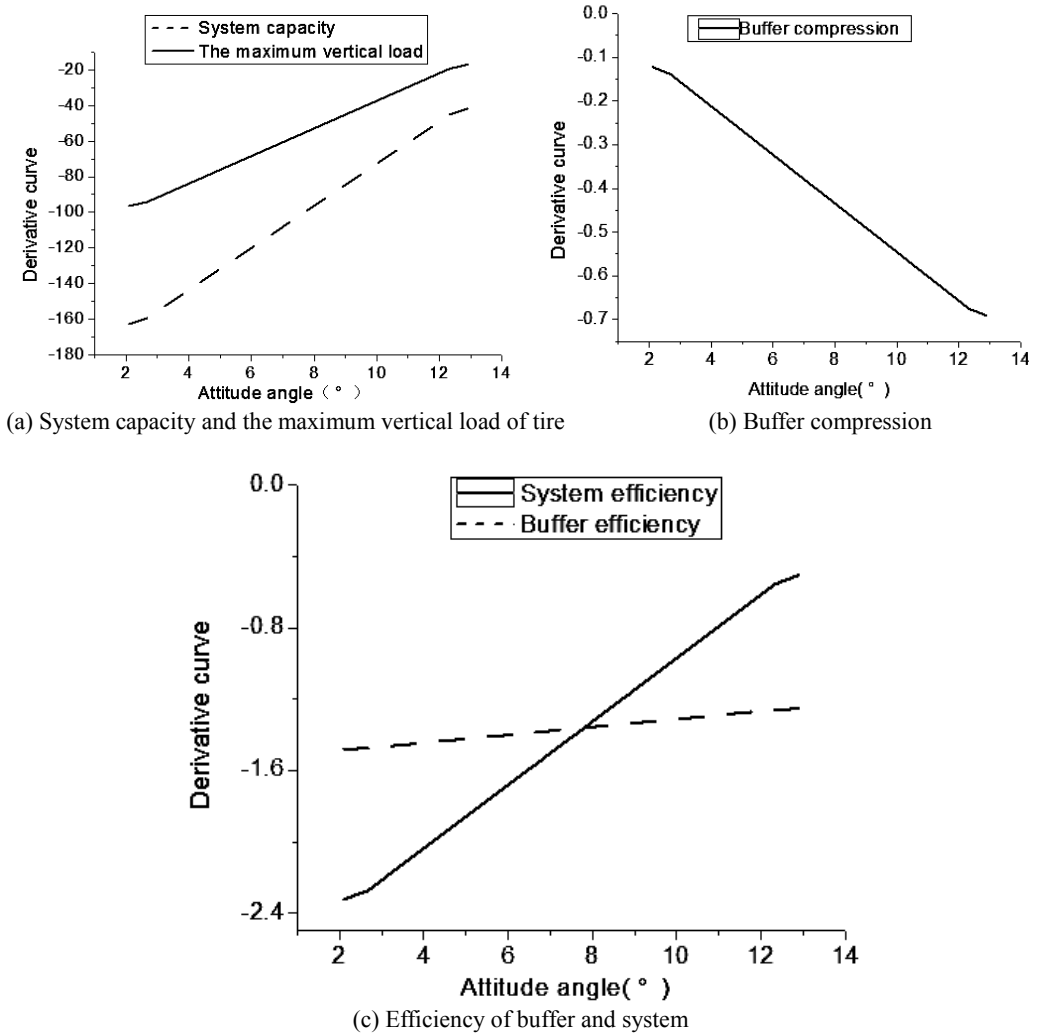 System capacity
The maximum vertical load
-20
-40
-60
-80
-100
-120
-140
-160
-180
Derivative curve
2 4 6 8 10 12 14
Attitude angle（°）
(a) System capacity and the maximum vertical load of tire
Buffer compression
0.0
-0.1
-0.2
-0.3
-0.4
-0.5
-0.6
-0.7
Derivative curve
2 4 6 8 10 12 14
Attitude angle(°)
(b) Buffer compression
System efficiency
Buffer efficiency
0.0
-0.8
-1.6
-2.4
Derivative curve
2 4 6 8 10 12 14
Attitude angle(°)
(c) Efficiency of buffer and system